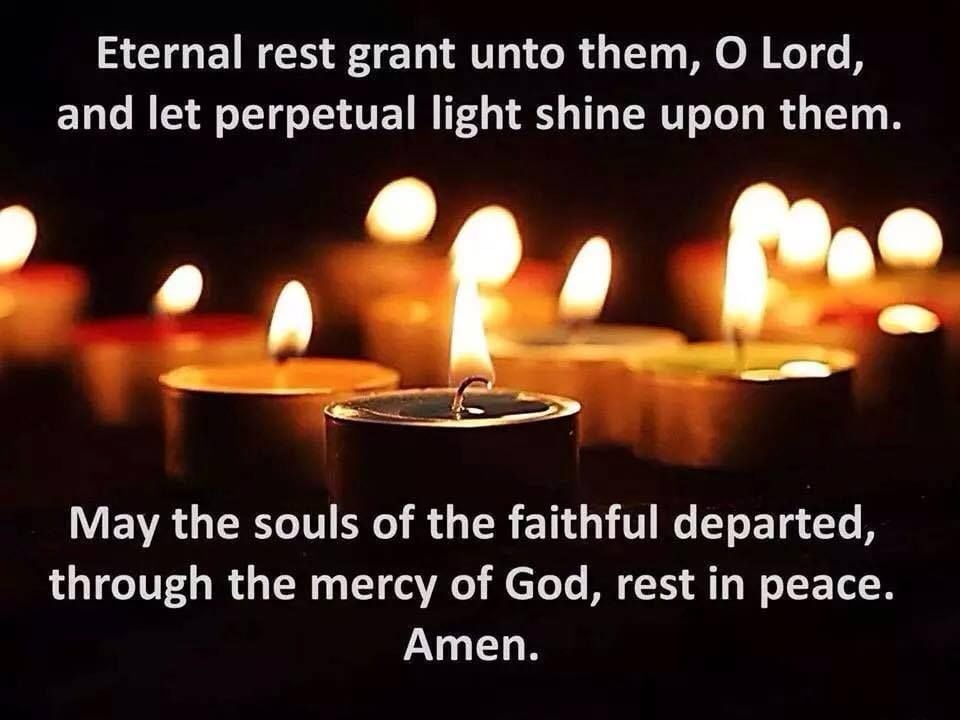 Eternal rest grant unto them, O Lord,
and let perpetual light shine upon them.
May the souls of the faithful departed,
through the mercy of God, rest in peace.
Amen.